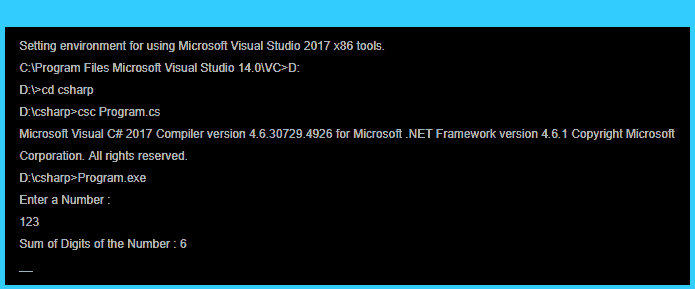 Setting environment for using Microsoft Visual Studio 2017 x86 tools.
C:\Program Files Microsoft Visual Studio 14.0\VC>D:
D:\>cd csharp
D:\csharp>csc Program.cs
Microsoft Visual C# 2017 Compiler version 4.6.30729.4926 for Microsoft .NET Framework version 4.6.1 Copyright Microsoft
Corporation. All rights reserved.
D:\csharp>Program.exe
Enter a Number :
123
Sum of Digits of the Number : 6
__